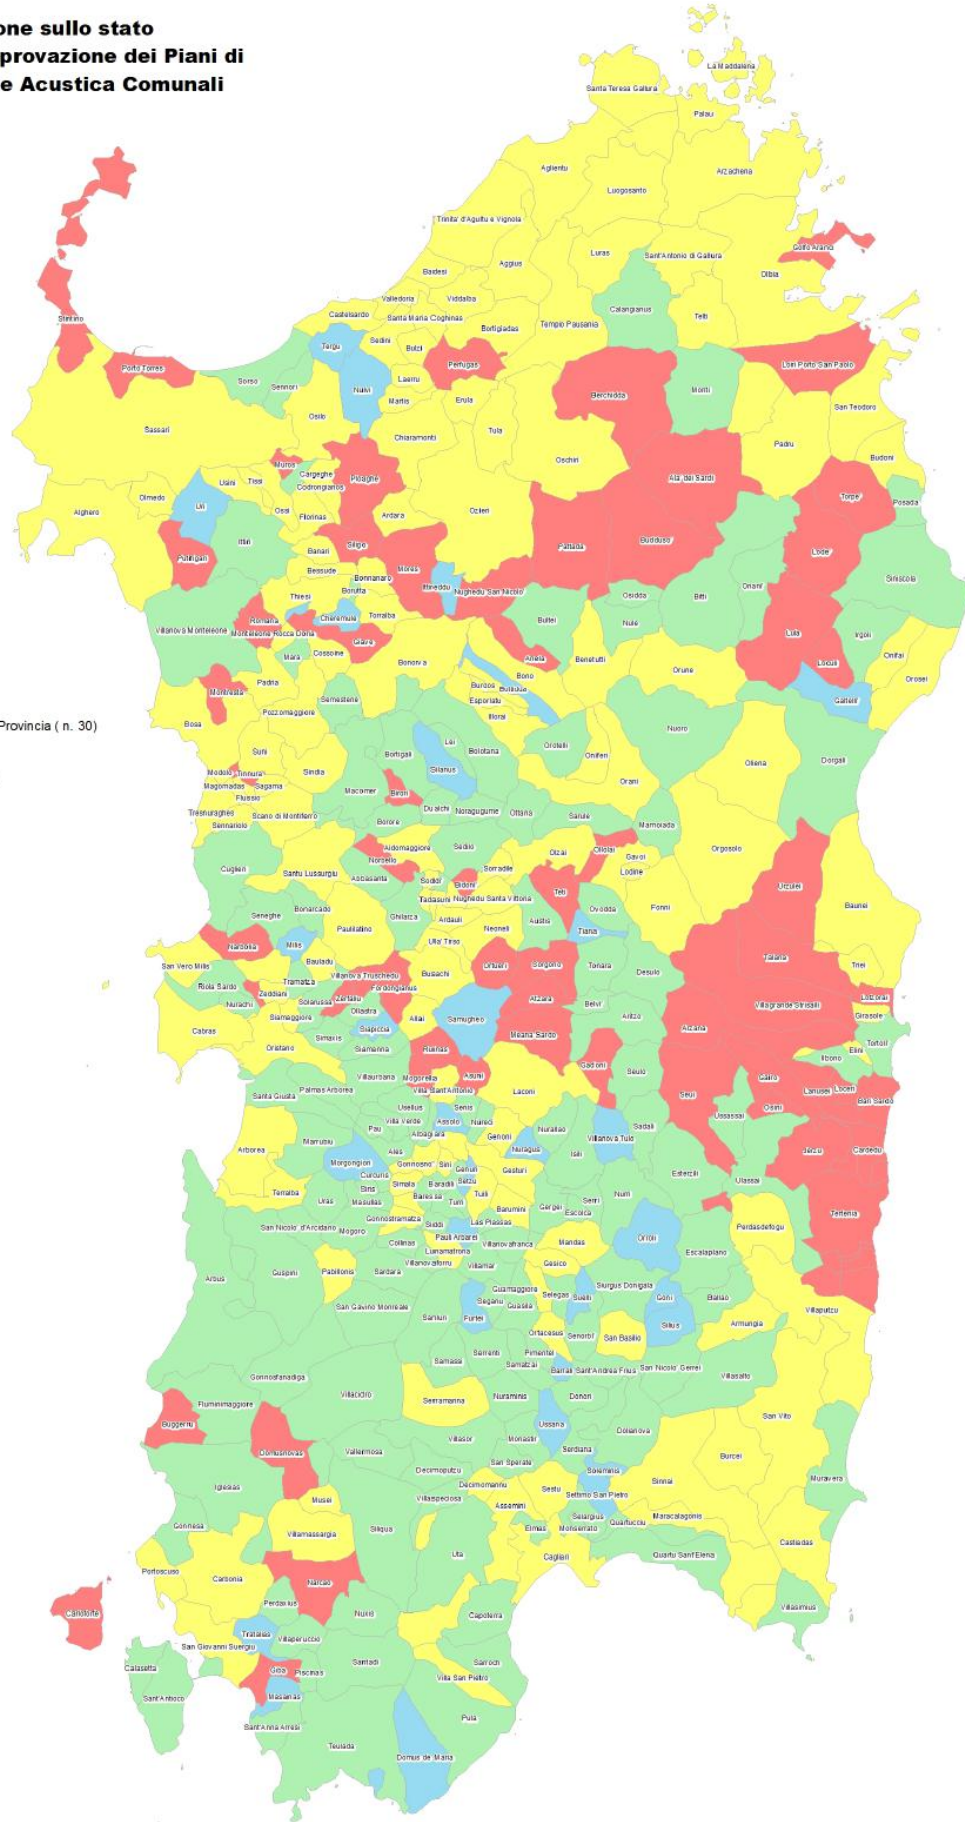 one sullo stato
provazione dei Piani di
e Acustica Comunali
La Maddalena
Santa Teresa Gallura
Palau
Aglientu
Arzachena
Luogosanto
Trinita' d'Agultu e Vignola
Golfo Aranci
Luras
Sant'Antonio di Gallura
Aggius
Badesi
Olbia
Valledoria
Viddalba
Calangianus
Castelsardo
Santa Maria Coghinas
Telti
Stintino
Bortigiadas
Tempio Pausania
Tergu
Sedini
Bulzi
Porto Torres
Perfugas
Loiri Porto San Paolo
Sorso
Sennori
Laerru
Nulvi
Berchidda
Monti
Martis
Erula
San Teodoro
Osilo
Sassari
Tula
Chiaramonti
Padru
Budoni
Oschiri
Muros
Cargeghe
Ploaghe
Ala' dei Sardi
Usini
Tissi
Codrongianos
Olmedo
Torpe'
Posada
Alghero
Uri
Ossi
Florinas
Ardara
Ozieri
Ittiri
Siligo
Pattada
Budduso'
Lode'
Banari
Putifigari
Mores
Bessude
Bonnanaro
Siniscola
Ittireddu
Nughedu San Nicolo'
Borutta
Onani'
Thiesi
Osidda
Bitti
Cheremule
Torralba
Romana
Bultei
Nule
Villanova Monteleone
Monteleone Rocca Doria
Lula
Irgoli
Giave
Mara
Cossoine
Anela
Benetutti
Onifai
Bonorva
Loculi
Orune
Bono
Orosei
Padria
Burgos
Bottidda
Montresta
Esporlatu
Semestene
Galtelli'
Pozzomaggiore
Illorai
Provincia ( n. 30)
Bosa
Nuoro
Lei
Orotelli
Suni
Bortigali
Bolotana
Oniferi
Dorgali
Modolo
Tinnura
Sindia
Silanus
Oliena
Orani
Magomadas
Sagama
Macomer
Birori
Flussio
Dualchi
Noragugume
Ottana
Sarule
Tresnuraghes
Scano di Montiferro
Borore
Mamoiada
Sennariolo
Aidomaggiore
Sedilo
Ollolai
Orgosolo
Norbello
Olzai
Gavoi
Cuglieri
Santu Lussurgiu
Abbasanta
Soddi'
Sorradile
Lodine
Bidoni'
Teti
Urzulei
Tadasuni
Nughedu Santa Vittoria
Bonarcado
Ghilarza
Ovodda
Fonni
Baunei
Seneghe
Ardauli
Austis
Paulilatino
Neoneli
Tiana
Milis
Ula' Tirso
Narbolia
Talana
Bauladu
Busachi
Ortueri
Sorgono
Tonara
San Vero Milis
Villanova Truschedu
Desulo
Triei
Riola Sardo
Tramatza
Fordongianus
Zeddiani
Solarussa
Zerfaliu
Atzara
Belvi'
Villagrande Strisaili
Lotzorai
Nurachi
Ollastra
Siamaggiore
Allai
Samugheo
Aritzo
Girasole
Cabras
Siapiccia
Arzana
Simaxis
Meana Sardo
Tortoli'
Oristano
Siamanna
Ruinas
Elini
Ilbono
Gadoni
Seulo
Villaurbana
Mogorella
Asuni
Gairo
Villa Sant'Antonio
Laconi
Lanusei
Loceri
Palmas Arborea
Seui
Bari Sardo
Santa Giusta
Osini
Usellus
Senis
Ussassai
Villa Verde
Assolo
Nureci
Nurallao
Sadali
Pau
Albagiara
Villanova Tulo
Marrubiu
Genoni
Arborea
Ales
Nuragus
Isili
Jerzu
Cardedu
Morgongiori
Gonnosno'
Sini
Genuri
Gesturi
Esterzili
Curcuris
Setzu
Ulassai
Siris
Simala
Baradili
Terralba
Masullas
Baressa
Turri
Tuili
Nurri
Uras
Barumini
Gergei
Serri
Escolca
Tertenia
Gonnostramatza
Siddi
Las Plassas
San Nicolo' d'Arcidano
Mogoro
Perdasdefogu
Pauli Arbarei
Collinas
Villanovafranca
Mandas
Orroli
Lunamatrona
Escalaplano
Villanovaforru
Villamar
Gesico
Arbus
Guspini
Pabillonis
Sardara
Siurgus Donigala
Guamaggiore
Selegas
Suelli
Goni
Ballao
Segariu
San Gavino Monreale
Guasila
Villaputzu
Sanluri
Furtei
Silius
Armungia
Ortacesus
Senorbi'
San Basilio
Serrenti
Pimentel
Samassi
Samatzai
Barrali
Sant'Andrea Frius
San Nicolo' Gerrei
Gonnosfanadiga
Villasalto
Villacidro
Serramanna
Nuraminis
Donori
Fluminimaggiore
San Vito
Buggerru
Ussana
Dolianova
Villasor
Monastir
Domusnovas
Vallermosa
Serdiana
Burcei
San Sperate
Decimoputzu
Soleminis
Muravera
Iglesias
Decimomannu
Sestu
Sinnai
Musei
Villaspeciosa
Settimo San Pietro
Assemini
Gonnesa
Selargius
Maracalagonis
Villamassargia
Siliqua
Elmas
Monserrato
Quartucciu
Castiadas
Uta
Cagliari
Quartu Sant'Elena
Portoscuso
Carbonia
Narcao
Perdaxius
Villasimius
Carloforte
Nuxis
Capoterra
Tratalias
Villaperuccio
San Giovanni Suergiu
Santadi
Sarroch
Calasetta
Giba
Piscinas
Villa San Pietro
Sant'Antioco
Masainas
Pula
Sant'Anna Arresi
Teulada
Domus de Maria